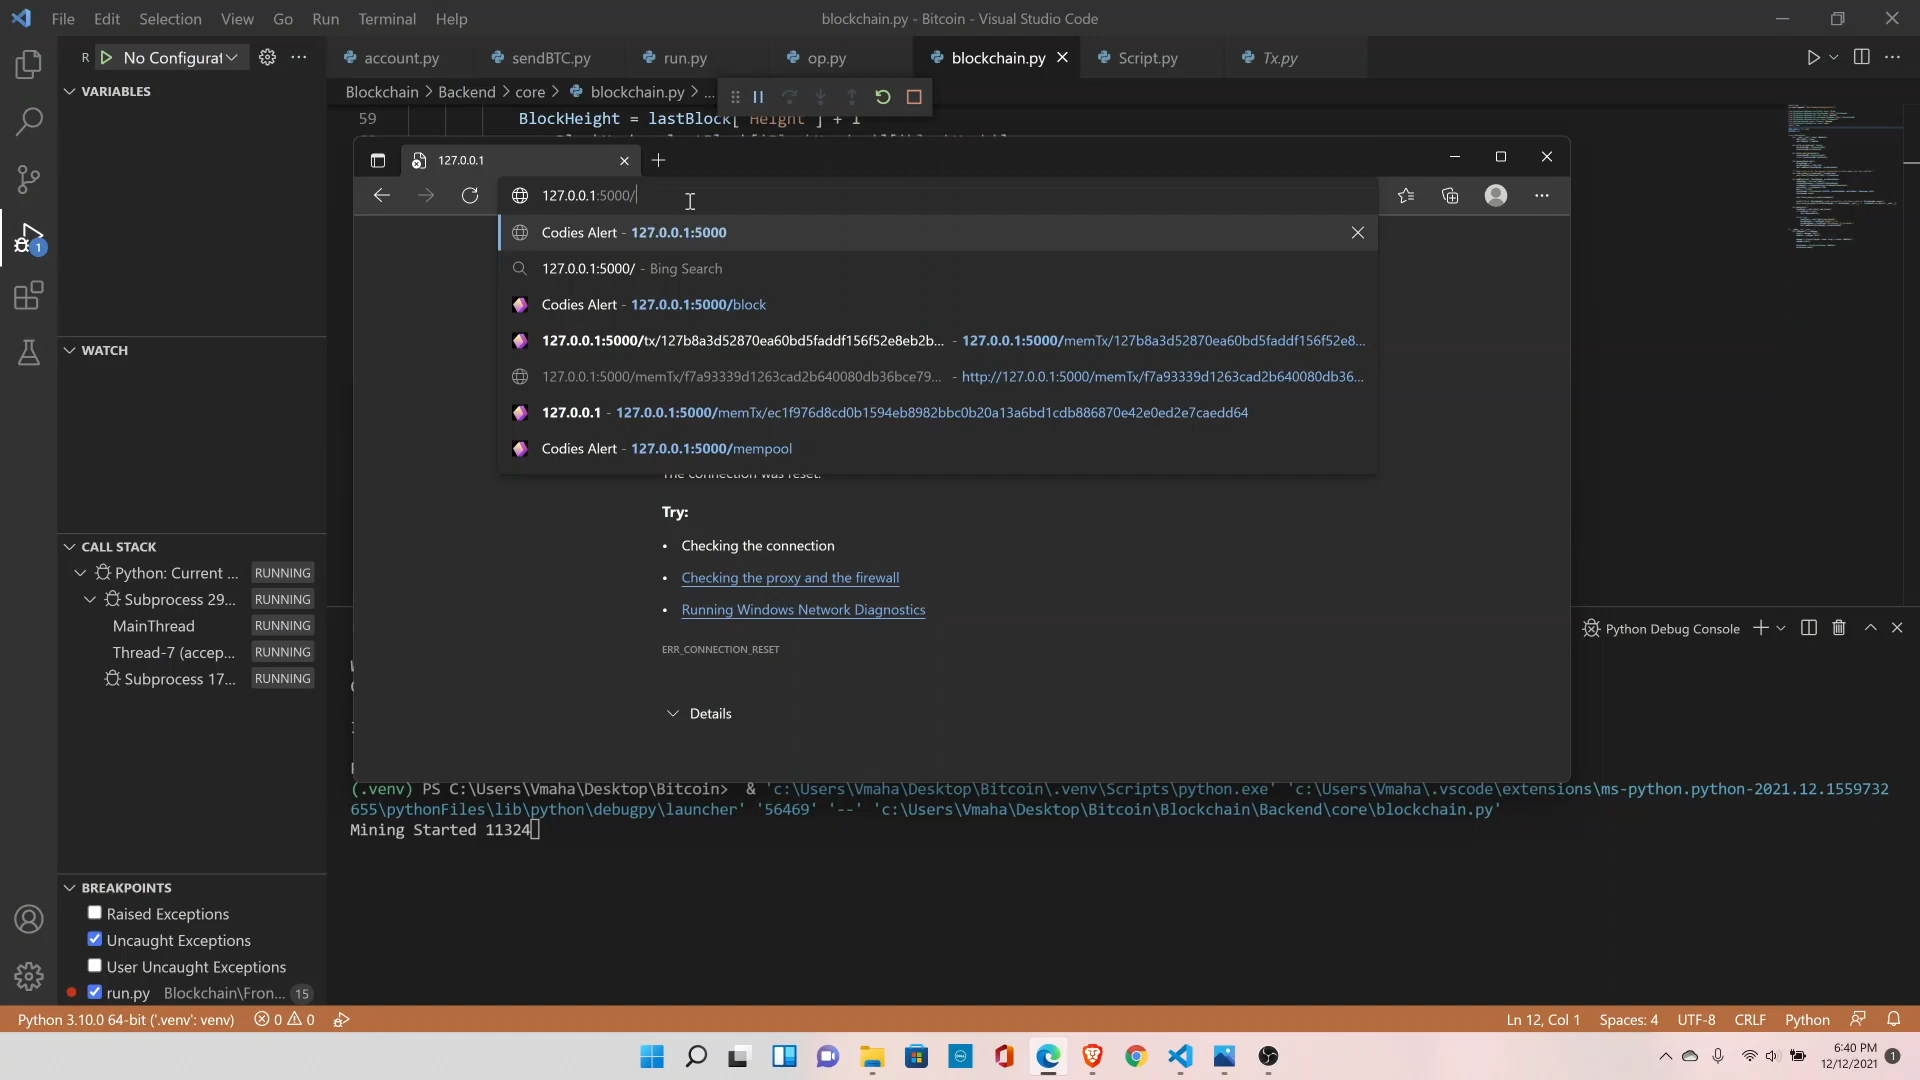 File Edit Selection View Go Run Terminal Help
blockchain.py - Bitcoin - Visual Studio Code
R No Configurat
account.py sendBTC.py run.py op.py blockchain.py Script.py Tx.py
VARIABLES
Blockchain > Backend > core > blockchain.py > ...
59 BlockHeight = lastBlock["Height"] + 1
127.0.0.1
127.0.0.1:5000/
Codies Alert - 127.0.0.1:5000
127.0.0.1:5000/ - Bing Search
Codies Alert - 127.0.0.1:5000/block
127.0.0.1:5000/tx/127b8a3d52870ea60bd5faddf156f52e8eb2b... - 127.0.0.1:5000/memTx/127b8a3d52870ea60bd5faddf156f52e8...
127.0.0.1:5000/memTx/f7a93339d1263cad2b640080db36bce79... - http://127.0.0.1:5000/memTx/f7a93339d1263cad2b640080db36...
127.0.0.1 - 127.0.0.1:5000/memTx/ec1f976d8cd0b1594eb8982bbc0b20a13a6bd1cdb886870e42e0ed2e7caedd64
Codies Alert - 127.0.0.1:5000/mempool
The connection was reset.
Try:
• Checking the connection
• Checking the proxy and the firewall
• Running Windows Network Diagnostics
ERR_CONNECTION_RESET
Details
WATCH
CALL STACK
Python: Current ... RUNNING
Subprocess 29... RUNNING
MainThread RUNNING
Thread-7 (accep... RUNNING
Subprocess 17... RUNNING
Python Debug Console
(.venv) PS C:\Users\Vmaha\Desktop\Bitcoin> & 'c:\Users\Vmaha\Desktop\Bitcoin\.venv\Scripts\python.exe' 'c:\Users\Vmaha\.vscode\extensions\ms-python.python-2021.12.1559732
655\pythonFiles\lib\python\debugpy\launcher' '56469' '--' 'c:\Users\Vmaha\Desktop\Bitcoin\Blockchain\Backend\core\blockchain.py'
Mining Started 11324
BREAKPOINTS
Raised Exceptions
Uncaught Exceptions
User Uncaught Exceptions
run.py Blockchain\Fron... 15
1
Python 3.10.0 64-bit ('.venv': venv) 0 0
Ln 12, Col 1 Spaces: 4 UTF-8 CRLF Python
6:40 PM
12/12/2021 1